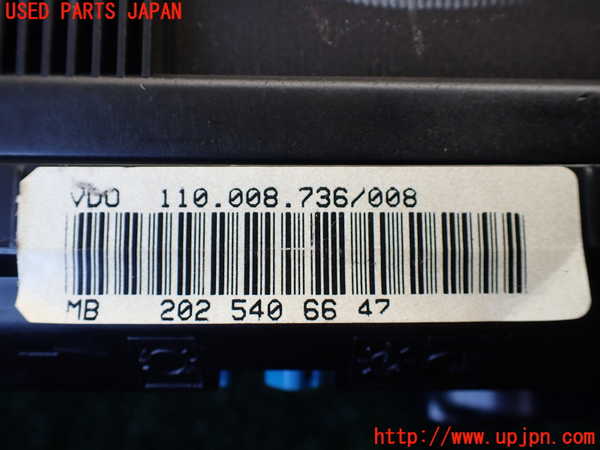 USED PARTS JAPAN
VDO 110.008.736/008
MB 202 540 66 47
http://www.upjpn.com/